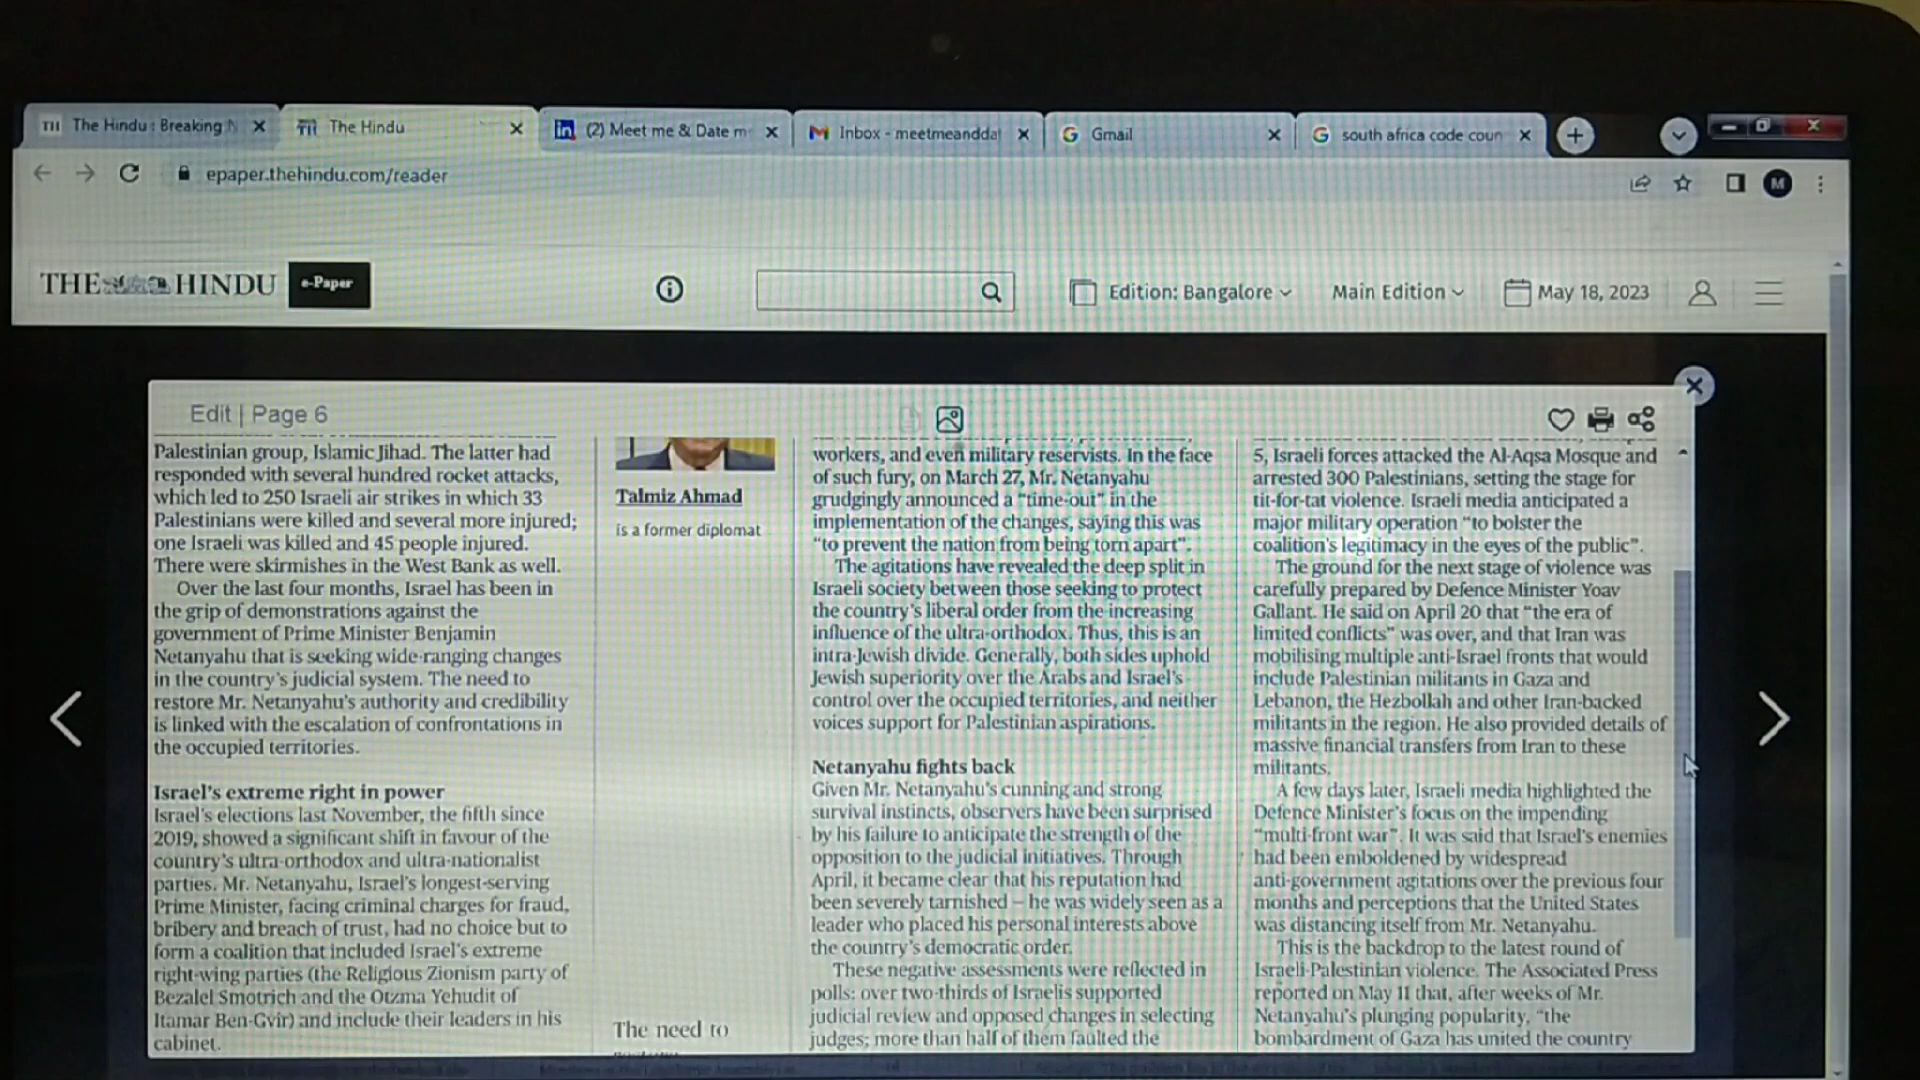 The Hindu : Breaking N
The Hindu
(2) Meet me & Date m
Inbox - meetmeanddat
Gmail
south africa code coun
epaper.thehindu.com/reader
M
THE HINDU
e-Paper
Edition: Bangalore
Main Edition
May 18, 2023
Edit | Page 6
Palestinian group, Islamic Jihad. The latter had
responded with several hundred rocket attacks,
which led to 250 Israeli air strikes in which 33
Palestinians were killed and several more injured;
one Israeli was killed and 45 people injured.
There were skirmishes in the West Bank as well.
Over the last four months, Israel has been in
the grip of demonstrations against the
government of Prime Minister Benjamin
Netanyahu that is seeking wide-ranging changes
in the country's judicial system. The need to
restore Mr. Netanyahu's authority and credibility
is linked with the escalation of confrontations in
the occupied territories.
Israel's extreme right in power
Israel's elections last November, the fifth since
2019, showed a significant shift in favour of the
country's ultra-orthodox and ultra-nationalist
parties. Mr. Netanyahu, Israel's longest-serving
Prime Minister, facing criminal charges for fraud,
bribery and breach of trust, had no choice but to
form a coalition that included Israel's extreme
right-wing parties (the Religious Zionism party of
Bezalel Smotrich and the Otzma Yehudit of
Itamar Ben-Gvir) and include their leaders in his
cabinet.
Talmiz Ahmad
is a former diplomat
The need to
workers, and even military reservists. In the face
of such fury, on March 27, Mr. Netanyahu
grudgingly announced a "time-out" in the
implementation of the changes, saying this was
"to prevent the nation from being torn apart".
The agitations have revealed the deep split in
Israeli society between those seeking to protect
the country's liberal order from the increasing
influence of the ultra-orthodox. Thus, this is an
intra-Jewish divide. Generally, both sides uphold
Jewish superiority over the Arabs and Israel's
control over the occupied territories, and neither
voices support for Palestinian aspirations.
Netanyahu fights back
Given Mr. Netanyahu's cunning and strong
survival instincts, observers have been surprised
by his failure to anticipate the strength of the
opposition to the judicial initiatives. Through
April, it became clear that his reputation had
been severely tarnished – he was widely seen as a
leader who placed his personal interests above
the country's democratic order.
These negative assessments were reflected in
polls: over two-thirds of Israelis supported
judicial review and opposed changes in selecting
judges; more than half of them faulted the
5, Israeli forces attacked the Al-Aqsa Mosque and
arrested 300 Palestinians, setting the stage for
tit-for-tat violence. Israeli media anticipated a
major military operation "to bolster the
coalition's legitimacy in the eyes of the public".
The ground for the next stage of violence was
carefully prepared by Defence Minister Yoav
Gallant. He said on April 20 that "the era of
limited conflicts" was over, and that Iran was
mobilising multiple anti-Israel fronts that would
include Palestinian militants in Gaza and
Lebanon, the Hezbollah and other Iran-backed
militants in the region. He also provided details of
massive financial transfers from Iran to these
militants.
A few days later, Israeli media highlighted the
Defence Minister's focus on the impending
"multi-front war". It was said that Israel's enemies
had been emboldened by widespread
anti-government agitations over the previous four
months and perceptions that the United States
was distancing itself from Mr. Netanyahu.
This is the backdrop to the latest round of
Israeli-Palestinian violence. The Associated Press
reported on May 11 that, after weeks of Mr.
Netanyahu's plunging popularity, "the
bombardment of Gaza has united the country